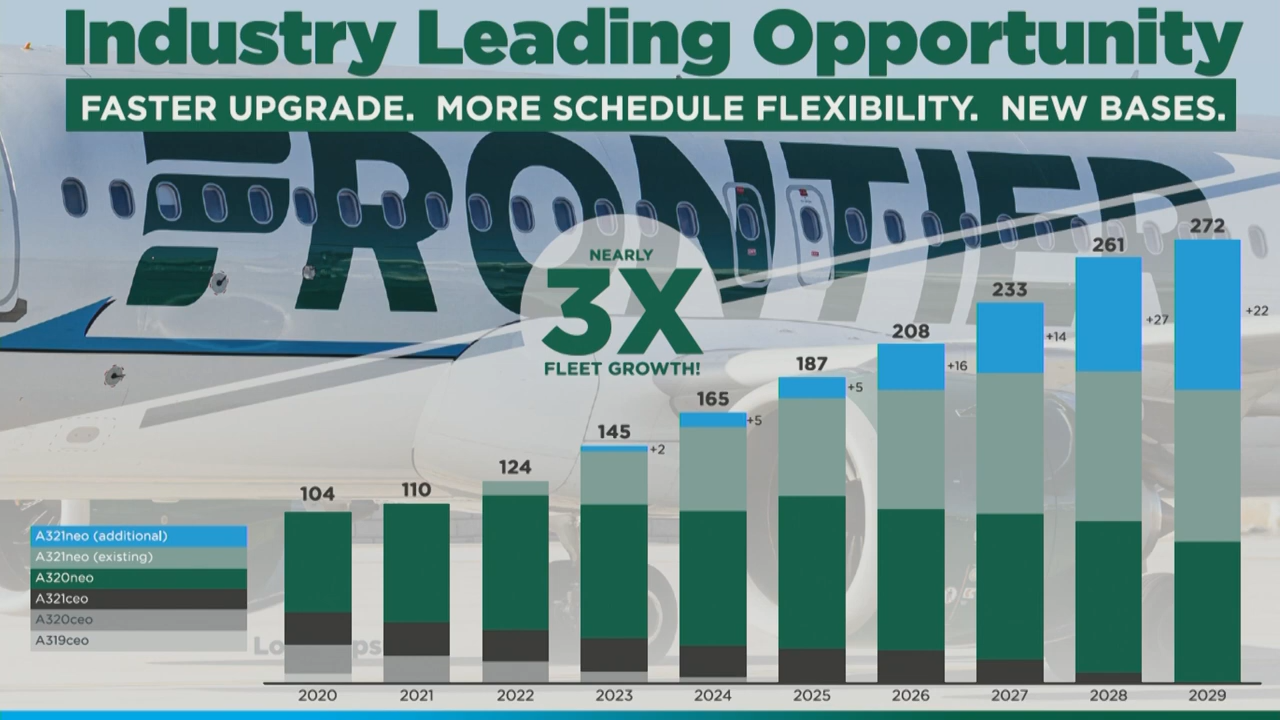 Industry Leading Opportunity
FASTER UPGRADE. MORE SCHEDULE FLEXIBILITY. NEW BASES.
FRONTIER
NEARLY
3X
FLEET GROWTH!
104
110
124
145
+2
165
+5
187
+5
208
+16
233
+14
261
+27
272
+22
A321neo (additional)
A321neo (existing)
A320neo
A321ceo
A320ceo
A319ceo
2020 2021 2022 2023 2024 2025 2026 2027 2028 2029